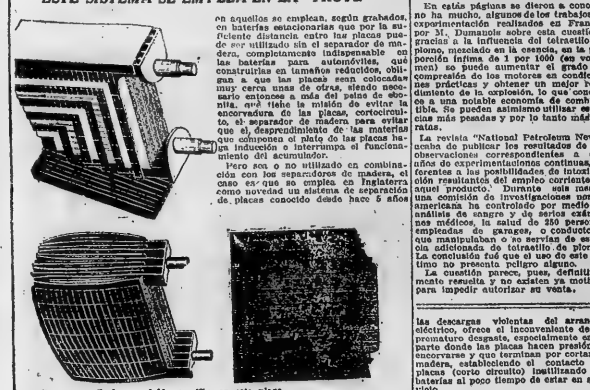 ESTE SISTEMA SE EMPLEA EN LA
en aquellos se emplean, según grabados,
en baterías estacionarias que por la su-
ficiente distancia entre las placas pue-
de ser utilizado sin el separador de ma-
dera, completamente indispensable en
las baterías para automóviles, qué
construirlas en tamaños reducidos, obli-
gan a que las placas sean colocadas
muy cerca unas de otras, siendo nece-
sario entonces a más del peine de ebo-
nita, qué tiene la misión de evitar la
encorvadura de las placas, cortocircui-
to, el separador de madera para evitar
que el desprendimiento de las materias
que componen el plato de las placas ha-
ga inducción o interrumpa el funciona-
miento del acumulador.
Pero sea o no utilizado en combina-
ción con los separadores de madera, el
caso es que se emplea en Inglaterra
como novedad un sistema de separación
de placas conocido desde hace 5 años
En estás páginas se dieron a cono
no ha mucho, algunos de los trabajos
experimentación realizados en Fran
por M. Dumanois sobre esta cuestió
gracias a la influencia del tetraetilo
plomo, mezclado en la esencia, en la p
porción ínfima de 1 por 1000 (en vo
men) se puede aumentar el grado
compresión de los motores en condici
nes prácticas y obtener un mejor r
dimiento de la explosión, lo que cond
ce a una notable economía de combu
tible. Se pueden asimismo utilizar es
cias más pesadas y por lo tanto más
ratas.
La revista "National Petroleum Nev
acaba de publicar los resultados de
observaciones correspondientes a
años de experimentaciones continuas,
ferentes a las posibilidades de intoxi
ción resultantes del empleo corriente
aquel producto. Durante seis mes
una comisión de investigaciones nor
americana ha controlado por medio
análisis de sangre y de serios exám
nes médicos, la salud de 250 person
empleadas de garages, o conducto
que manipulaban o se servían de es
cia adicionada de tetraetilo de plom
La conclusión fué que el uso de este
timo no presenta peligro alguno.
La cuestión parece, pues, definiti
mente resuelta y no existen ya motiv
para impedir autorizar su venta.
las descargas violentas del arran
eléctrico, ofrece el inconveniente de
prematuro desgaste, especialmente en
parte donde las placas hacen presión
encorvarse y que terminan por cortar
madera, estableciendo el contacto
placas (corto circuito) inutilizando
baterías al poco tiempo de estar en s